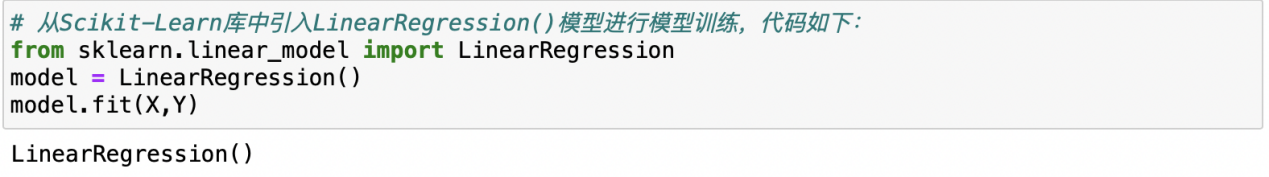 # 从Scikit-Learn库中引入LinearRegression()模型进行模型训练，代码如下：
from sklearn.linear_model import LinearRegression
model = LinearRegression()
model.fit(X,Y)
LinearRegression()